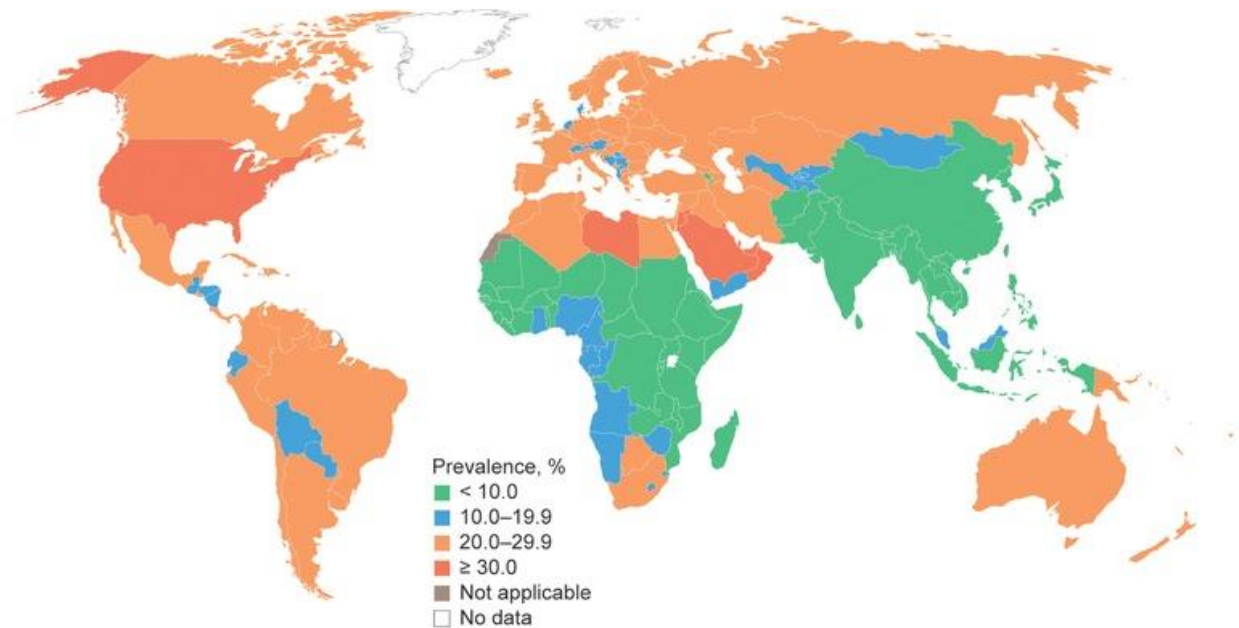 Prevalence, %
< 10.0
10.0–19.9
20.0–29.9
≥ 30.0
Not applicable
No data